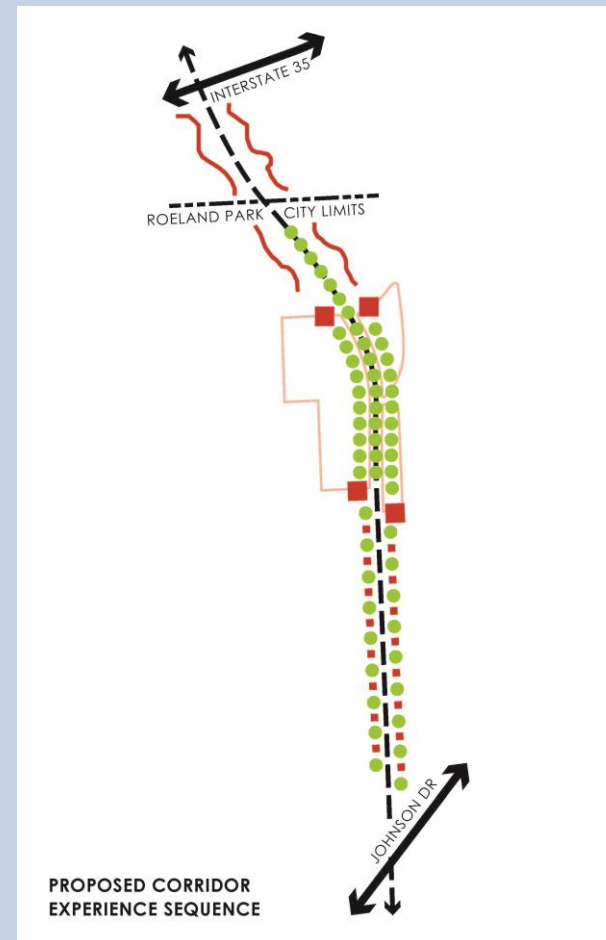 INTERSTATE 35
ROELAND PARK CITY LIMITS
JOHNSON DR
PROPOSED CORRIDOR
EXPERIENCE SEQUENCE